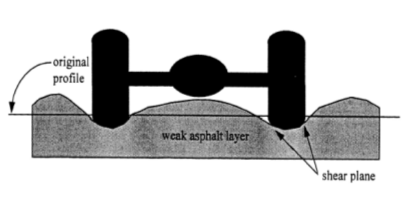 original
profile
weak asphalt layer
shear plane